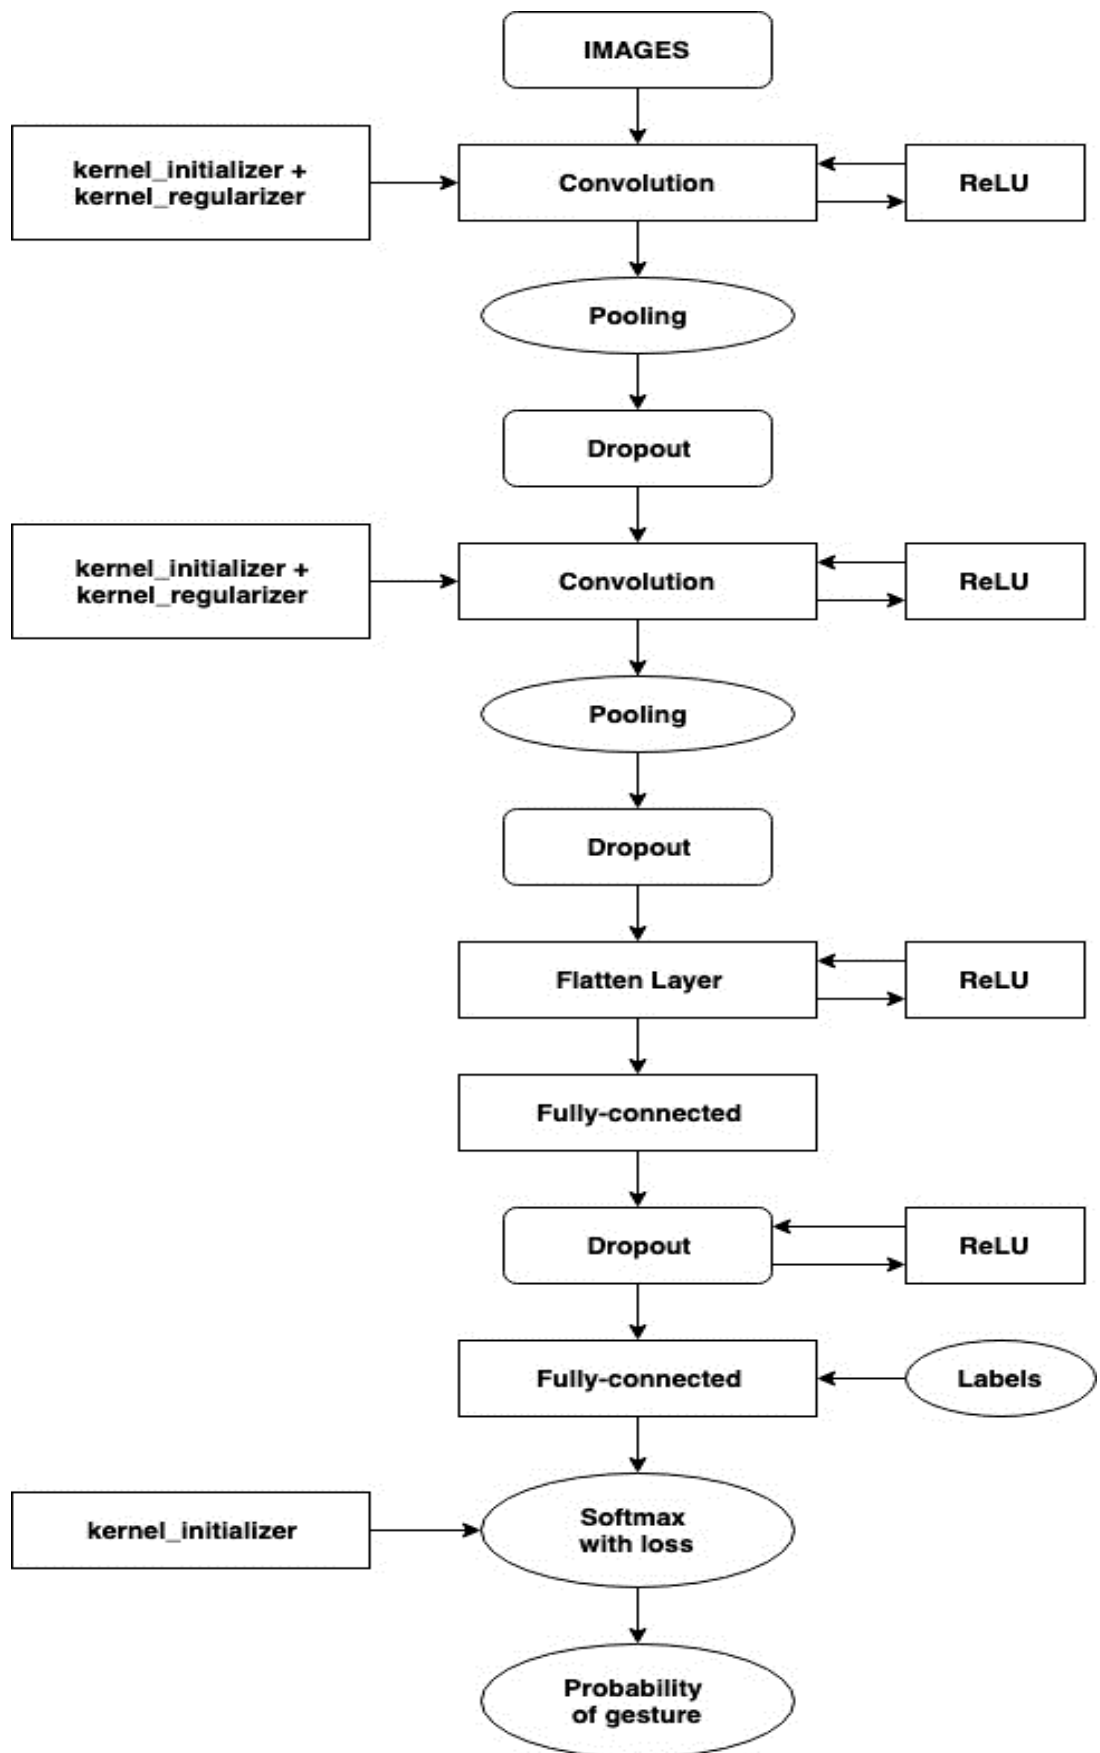 IMAGES
kernel_initializer +
kernel_regularizer
Convolution
ReLU
Pooling
Dropout
kernel_initializer +
kernel_regularizer
Convolution
ReLU
Pooling
Dropout
Flatten Layer
ReLU
Fully-connected
Dropout
ReLU
Fully-connected
Labels
kernel_initializer
Softmax
with loss
Probability
of gesture